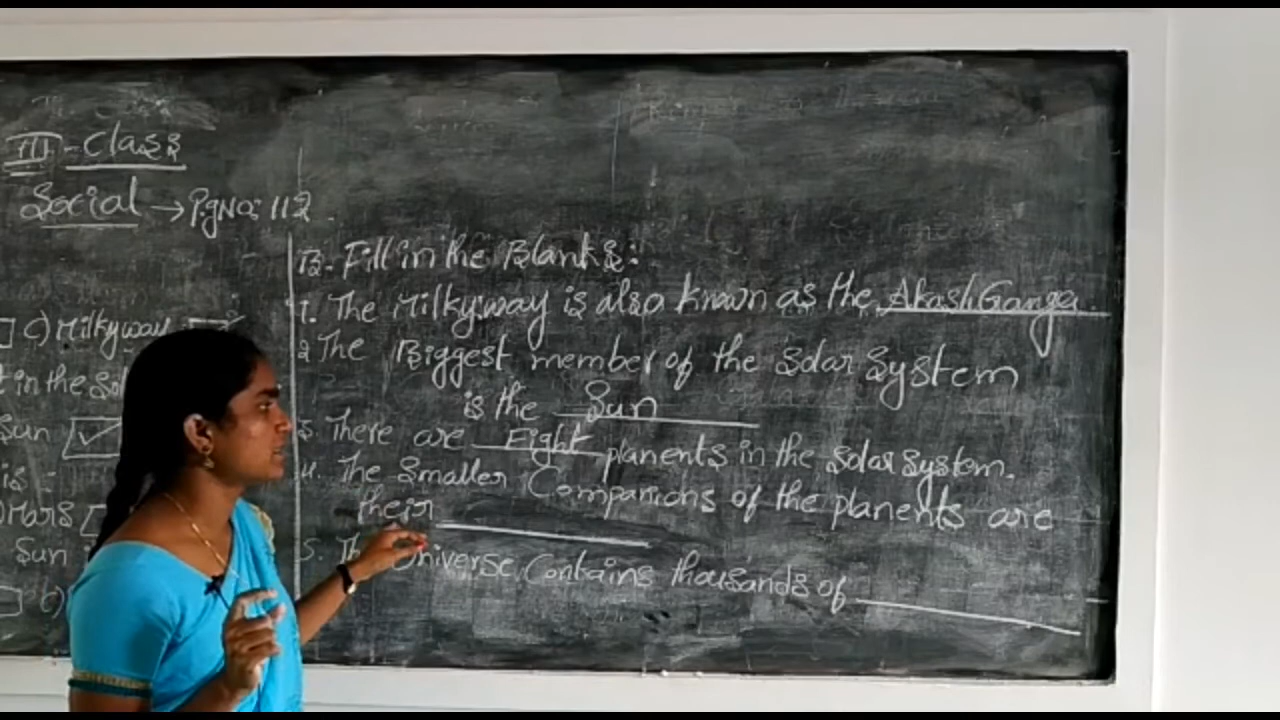 III - Class
Social → PgNo: 112
c) Milkyway
in the Sol
Sun
is -
Mars
Sun
B. Fill in the Blanks:
1. The Milkyway is also known as the Akash Ganga.
2 The Biggest member of the Solar System
is the Sun
3. There are Eight planents in the Solar System.
4. The Smaller Companions of the planents are
their
5. The Universe Contains thousands of